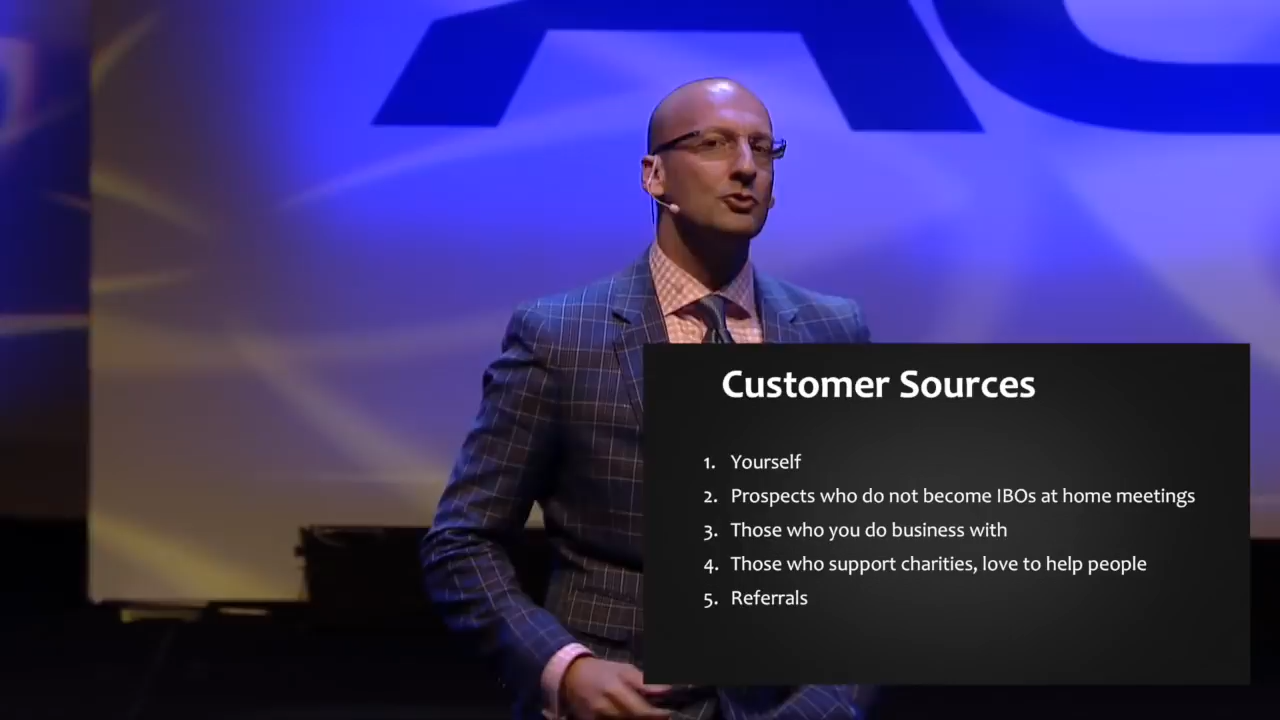 AC
Customer Sources
1. Yourself
2. Prospects who do not become IBOs at home meetings
3. Those who you do business with
4. Those who support charities, love to help people
5. Referrals